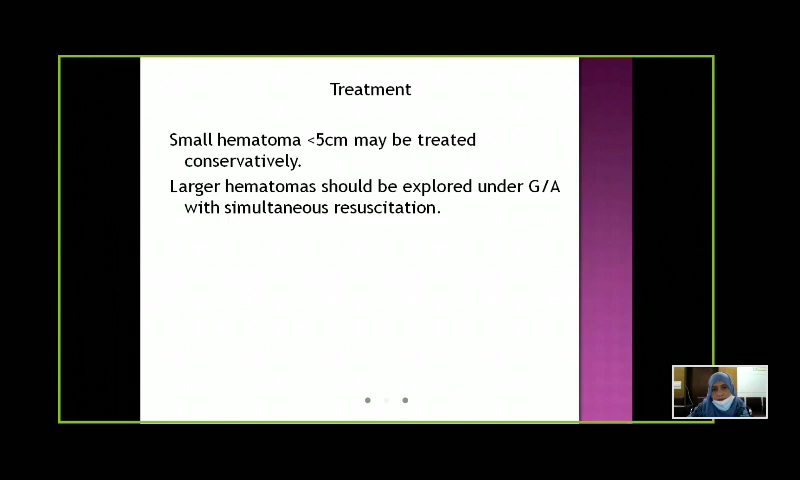 Treatment
Small hematoma <5cm may be treated
conservatively.
Larger hematomas should be explored under G/A
with simultaneous resuscitation.